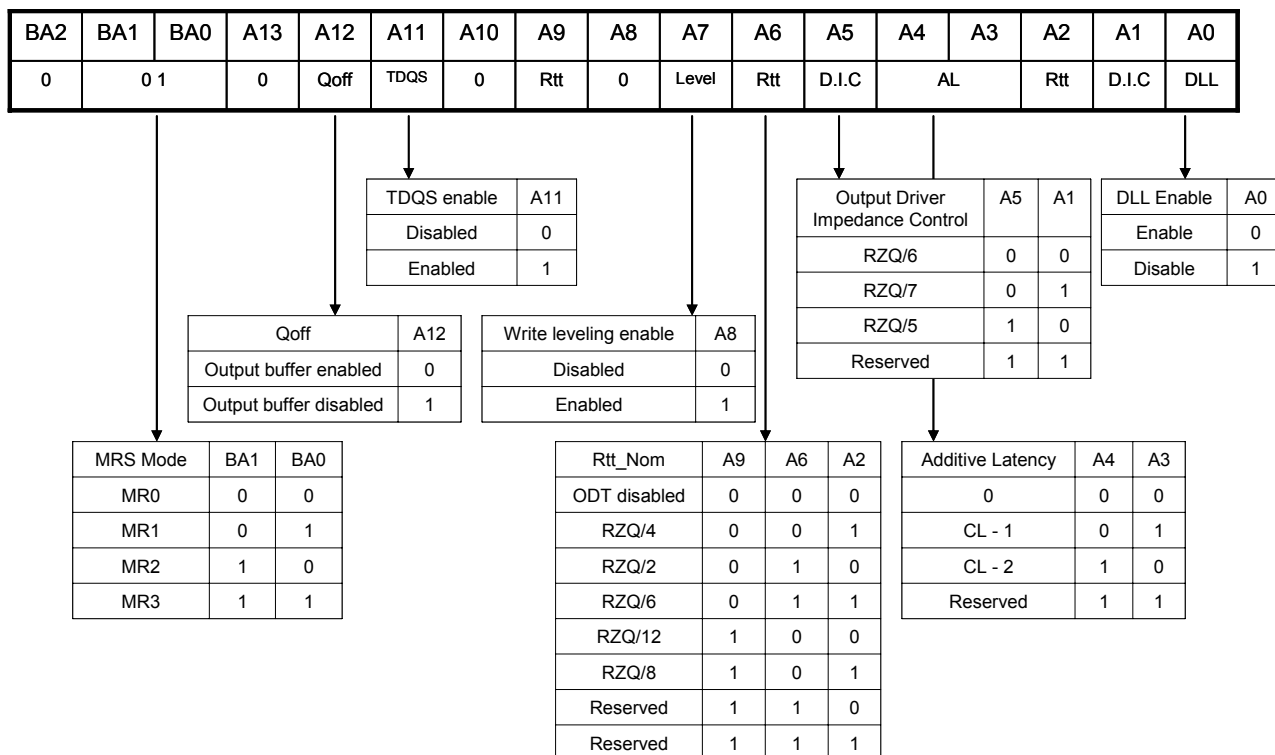 BA2 BA1 BA0 A13 A12 A11 A10 A9 A8 A7 A6 A5 A4 A3 A2 A1 A0
0 0 1 0 Qoff TDQS 0 Rtt 0 Level Rtt D.I.C AL Rtt D.I.C DLL
TDQS enable A11
Disabled 0
Enabled 1
Output Driver
Impedance Control A5 A1
RZQ/6 0 0
RZQ/7 0 1
RZQ/5 1 0
Reserved 1 1
DLL Enable A0
Enable 0
Disable 1
Qoff A12
Output buffer enabled 0
Output buffer disabled 1
Write leveling enable A8
Disabled 0
Enabled 1
MRS Mode BA1 BA0
MR0 0 0
MR1 0 1
MR2 1 0
MR3 1 1
Rtt_Nom A9 A6 A2
ODT disabled 0 0 0
RZQ/4 0 0 1
RZQ/2 0 1 0
RZQ/6 0 1 1
RZQ/12 1 0 0
RZQ/8 1 0 1
Reserved 1 1 0
Reserved 1 1 1
Additive Latency A4 A3
0 0 0
CL - 1 0 1
CL - 2 1 0
Reserved 1 1